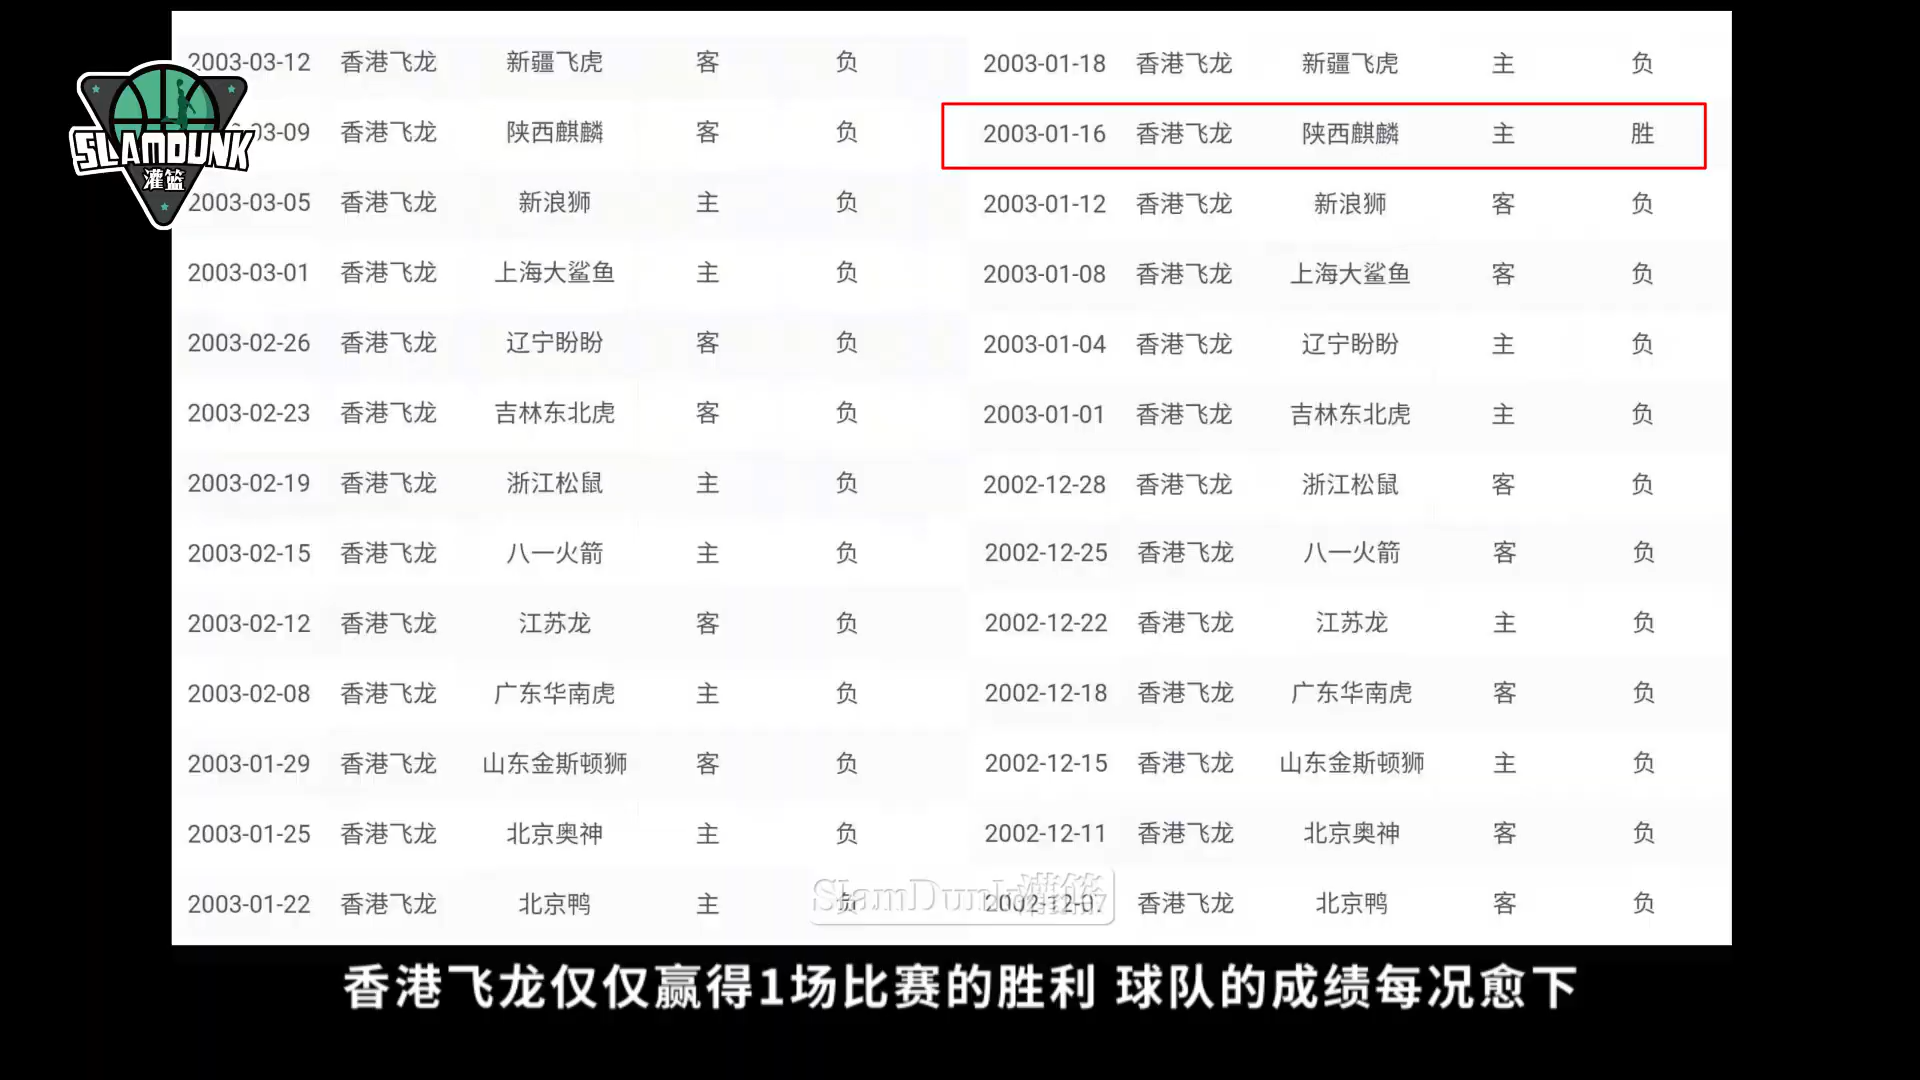 2003-03-12 香港飞龙 新疆飞虎 客 负
03-09 香港飞龙 陕西麒麟 客 负
2003-03-05 香港飞龙 新浪狮 主 负
2003-03-01 香港飞龙 上海大鲨鱼 主 负
2003-02-26 香港飞龙 辽宁盼盼 客 负
2003-02-23 香港飞龙 吉林东北虎 客 负
2003-02-19 香港飞龙 浙江松鼠 主 负
2003-02-15 香港飞龙 八一火箭 主 负
2003-02-12 香港飞龙 江苏龙 客 负
2003-02-08 香港飞龙 广东华南虎 主 负
2003-01-29 香港飞龙 山东金斯顿狮 客 负
2003-01-25 香港飞龙 北京奥神 主 负
2003-01-22 香港飞龙 北京鸭 主 负
2003-01-18 香港飞龙 新疆飞虎 主 负
2003-01-16 香港飞龙 陕西麒麟 主 胜
2003-01-12 香港飞龙 新浪狮 客 负
2003-01-08 香港飞龙 上海大鲨鱼 客 负
2003-01-04 香港飞龙 辽宁盼盼 主 负
2003-01-01 香港飞龙 吉林东北虎 主 负
2002-12-28 香港飞龙 浙江松鼠 客 负
2002-12-25 香港飞龙 八一火箭 客 负
2002-12-22 香港飞龙 江苏龙 主 负
2002-12-18 香港飞龙 广东华南虎 客 负
2002-12-15 香港飞龙 山东金斯顿狮 主 负
2002-12-11 香港飞龙 北京奥神 客 负
香港飞龙 北京鸭 客 负
SLAMDUNK
灌篮
SlamDunk灌篮
香港飞龙仅仅赢得1场比赛的胜利 球队的成绩每况愈下